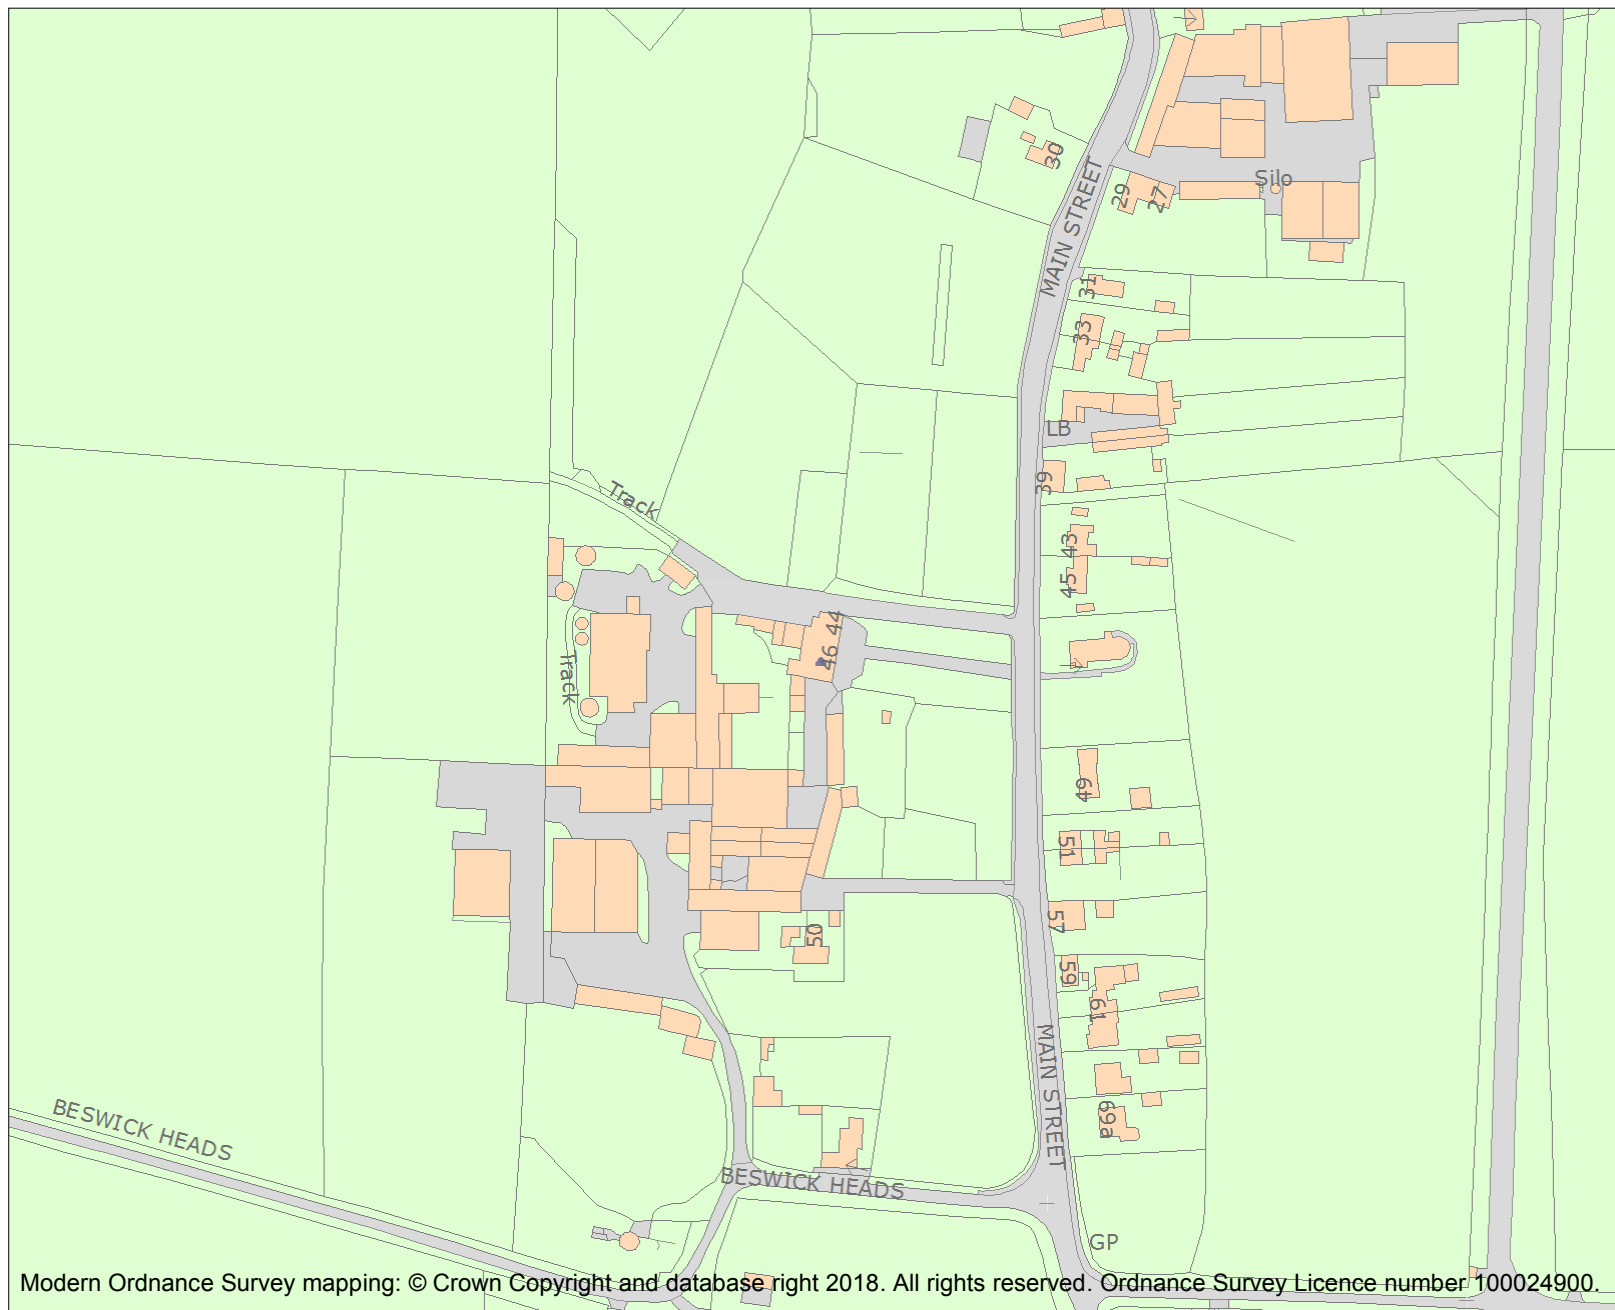 30
MAIN STREET
29
27
Silo
31
33
LB
39
Track
43
45
44
46
Track
49
51
57
50
59
61
MAIN STREET
69a
BESWICK HEADS
BESWICK HEADS
GP
Modern Ordnance Survey mapping: © Crown Copyright and database right 2018. All rights reserved. Ordnance Survey Licence number 100024900.